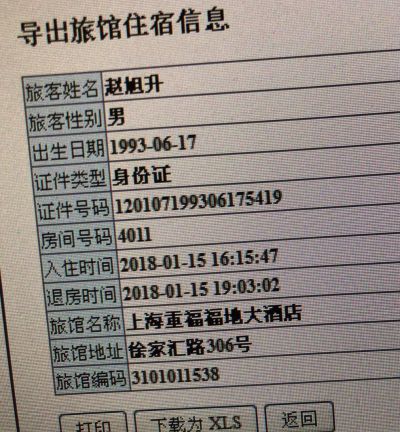 导出旅馆住宿信息
旅客姓名 赵旭升
旅客性别 男
出生日期 1993-06-17
证件类型 身份证
证件号码 120107199306175419
房间号码 4011
入住时间 2018-01-15 16:15:47
退房时间 2018-01-15 19:03:02
旅馆名称 上海重福福地大酒店
旅馆地址 徐家汇路306号
旅馆编码 3101011538
打印 下载为 XLS 返回